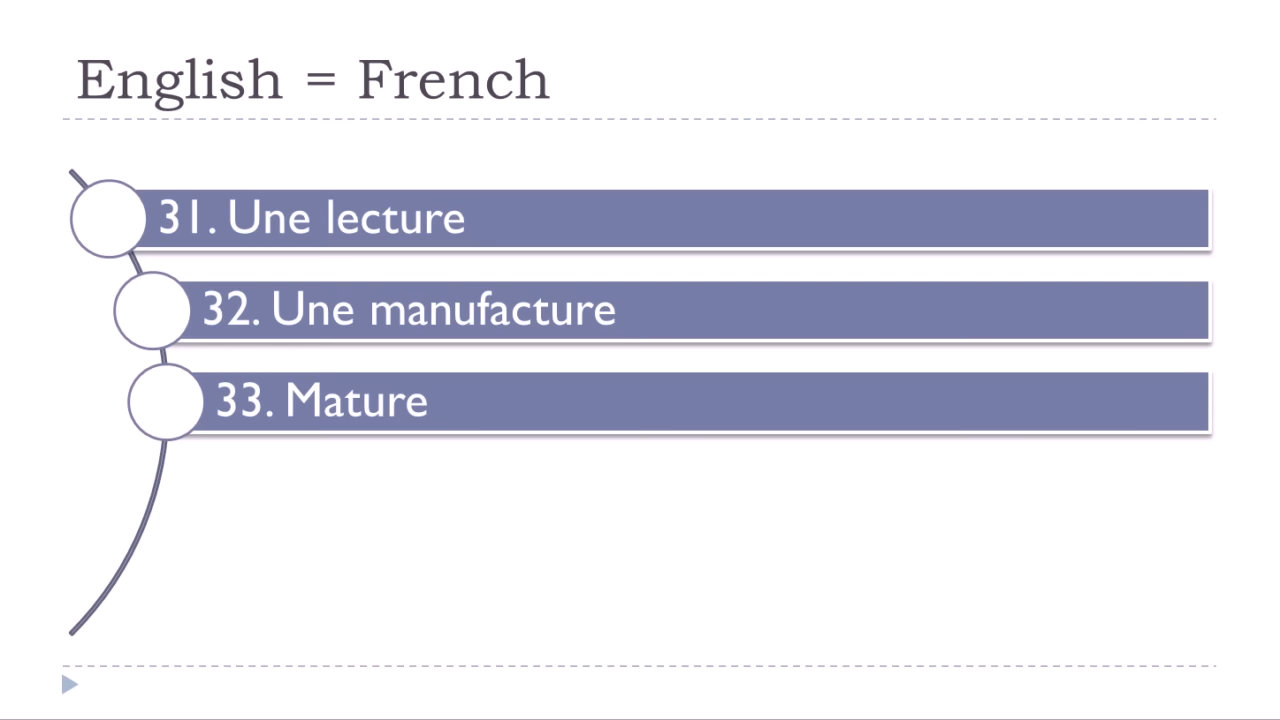 English = French
31. Une lecture
32. Une manufacture
33. Mature